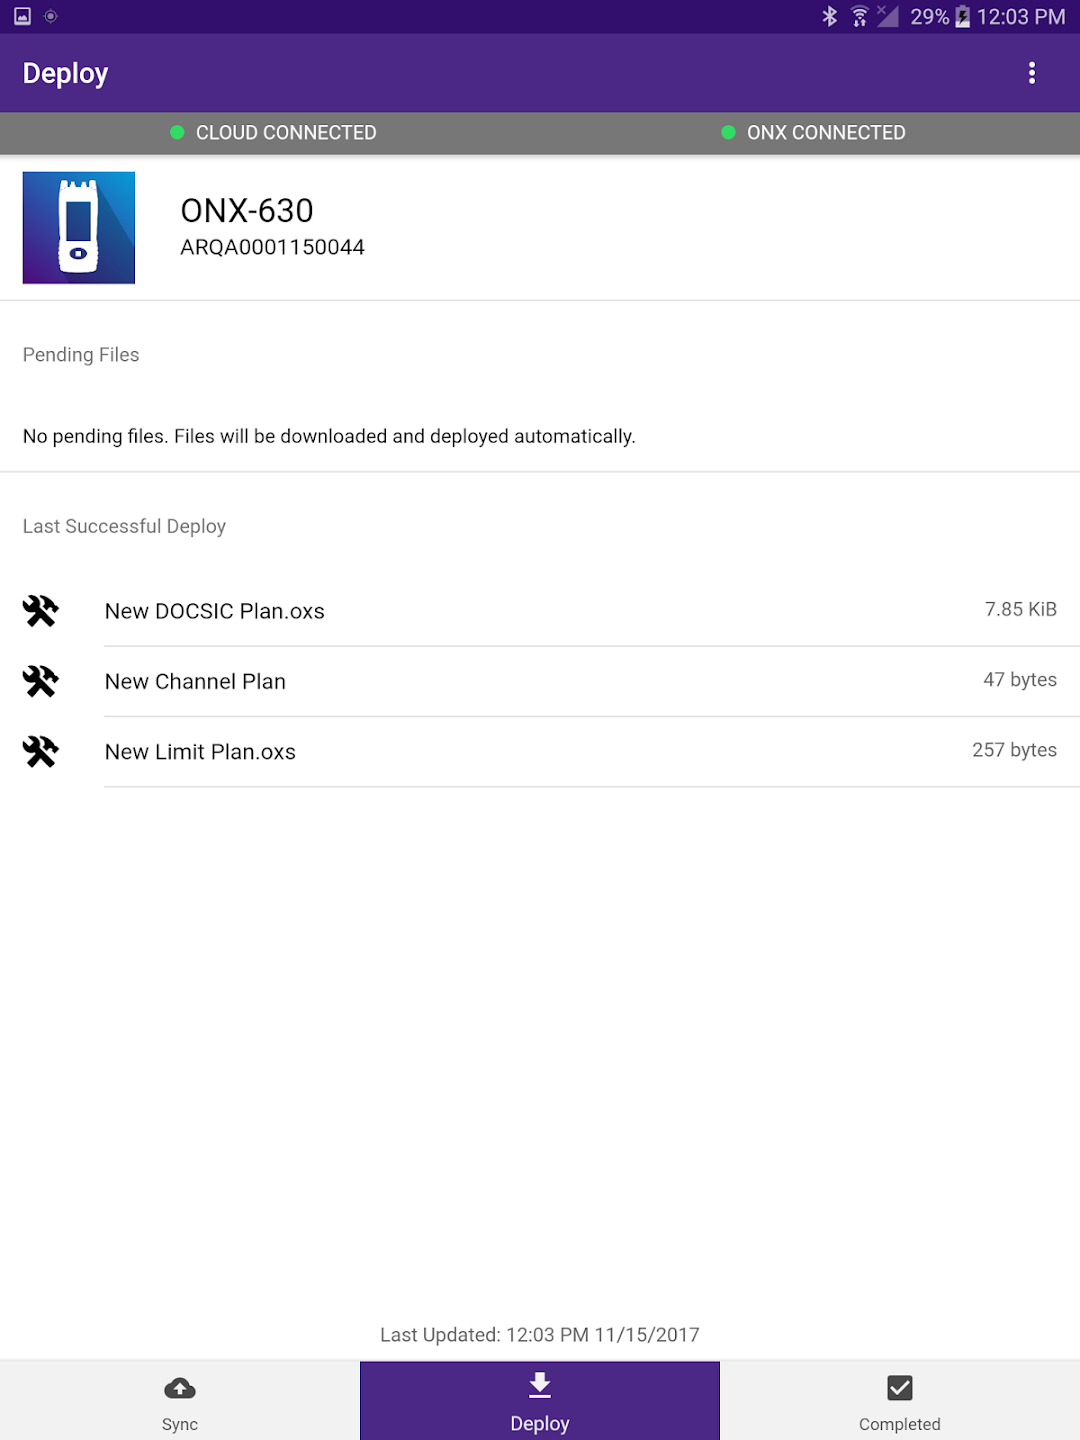 29% 12:03 PM
Deploy
CLOUD CONNECTED ONX CONNECTED
ONX-630
ARQA0001150044
Pending Files
No pending files. Files will be downloaded and deployed automatically.
Last Successful Deploy
New DOCSIC Plan.oxs 7.85 KiB
New Channel Plan 47 bytes
New Limit Plan.oxs 257 bytes
Last Updated: 12:03 PM 11/15/2017
Sync Deploy Completed